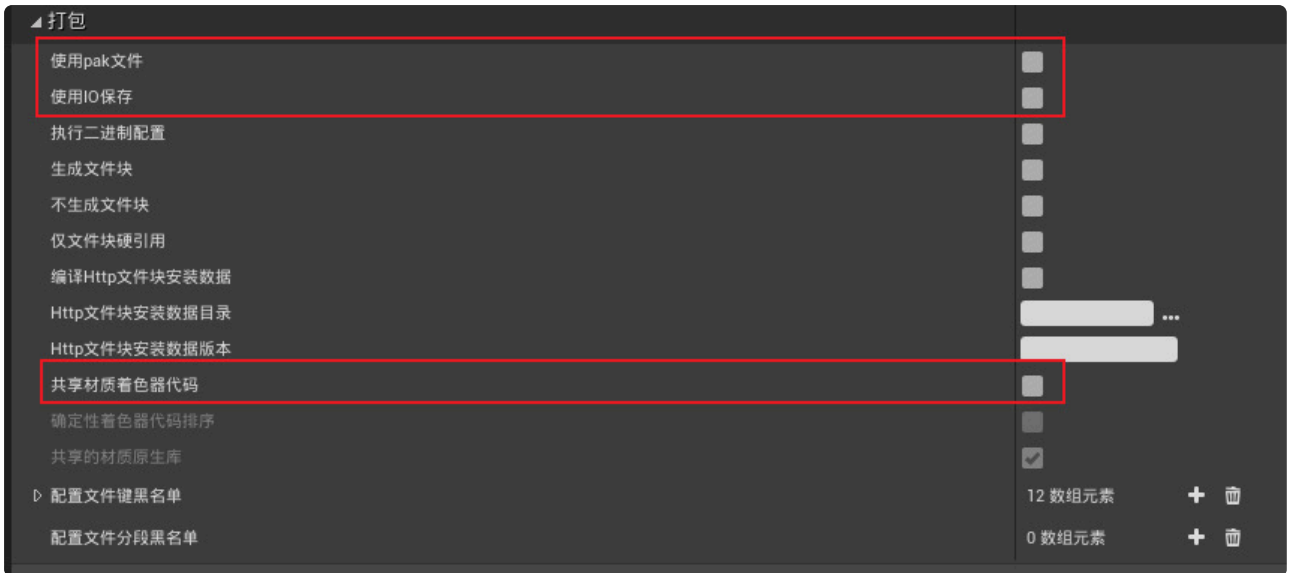 打包
使用pak文件
使用IO保存
执行二进制配置
生成文件块
不生成文件块
仅文件块硬引用
编译Http文件块安装数据
Http文件块安装数据目录
...
Http文件块安装数据版本
共享材质着色器代码
确定性着色器代码排序
共享的材质原生库
配置文件键黑名单 12 数组元素
配置文件分段黑名单 0 数组元素